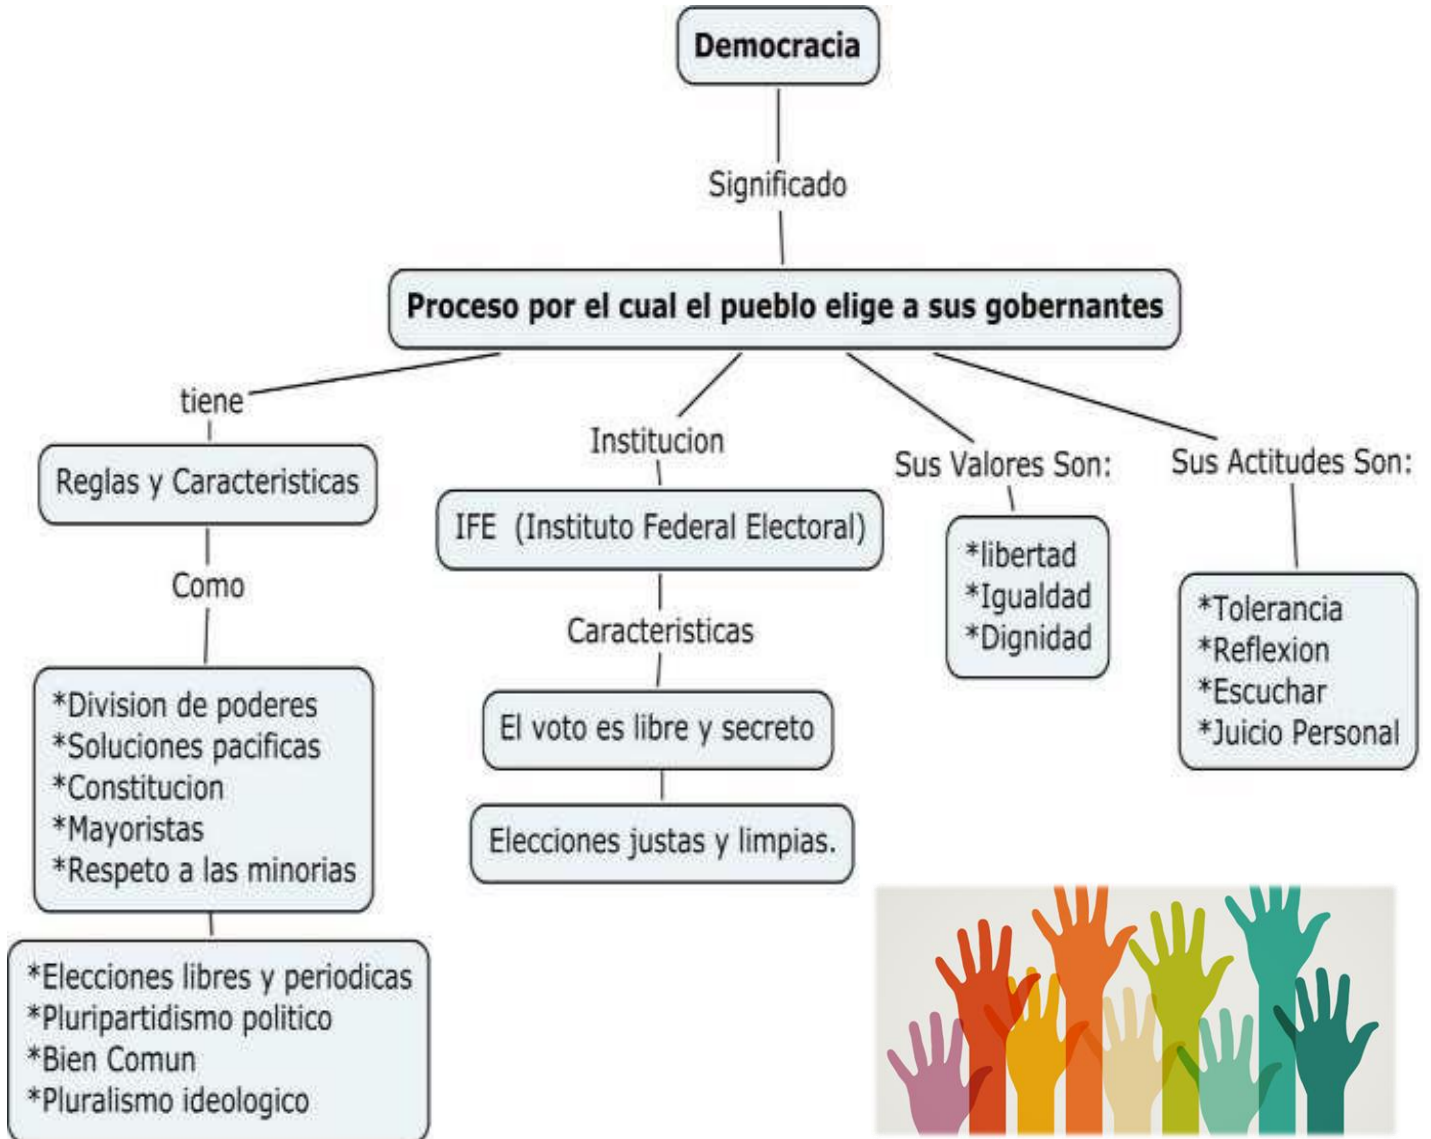 Democracia
Significado
Proceso por el cual el pueblo elige a sus gobernantes
tiene
Reglas y Caracteristicas
Como
*Division de poderes
*Soluciones pacificas
*Constitucion
*Mayoristas
*Respeto a las minorias
*Elecciones libres y periodicas
*Pluripartidismo politico
*Bien Comun
*Pluralismo ideologico
Institucion
IFE (Instituto Federal Electoral)
Caracteristicas
El voto es libre y secreto
Elecciones justas y limpias.
Sus Valores Son:
*libertad
*Igualdad
*Dignidad
Sus Actitudes Son:
*Tolerancia
*Reflexion
*Escuchar
*Juicio Personal